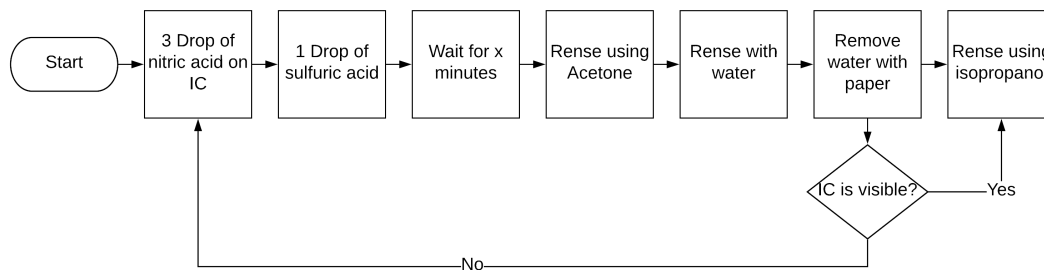 Start
3 Drop of
nitric acid on
IC
1 Drop of
sulfuric acid
Wait for x
minutes
Rense using
Acetone
Rense with
water
Remove
water with
paper
Rense using
isopropano
IC is visible?
Yes
No